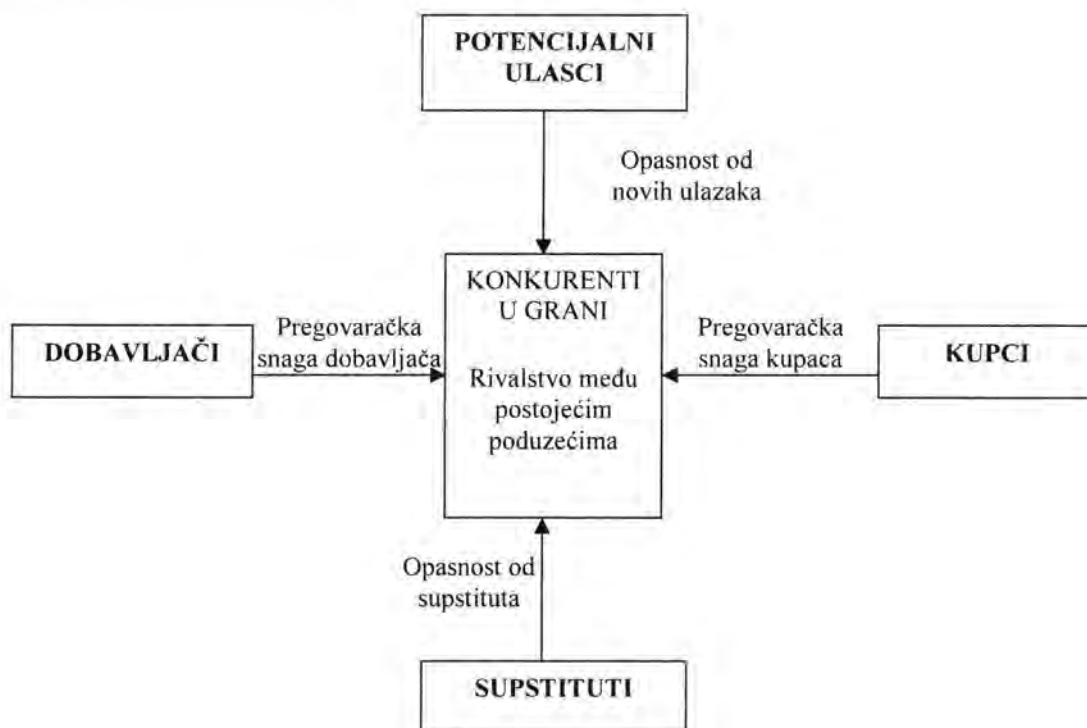 POTENCIJALNI
ULASCI
Opasnost od
novih ulazaka
KONKURENTI
U GRANI
Rivalstvo među
postojećim
poduzećima
DOBAVLJAČI
Pregovaračka
snaga dobavljača
Pregovaračka
snaga kupaca
KUPCI
Opasnost od
supstituta
SUPSTITUTI